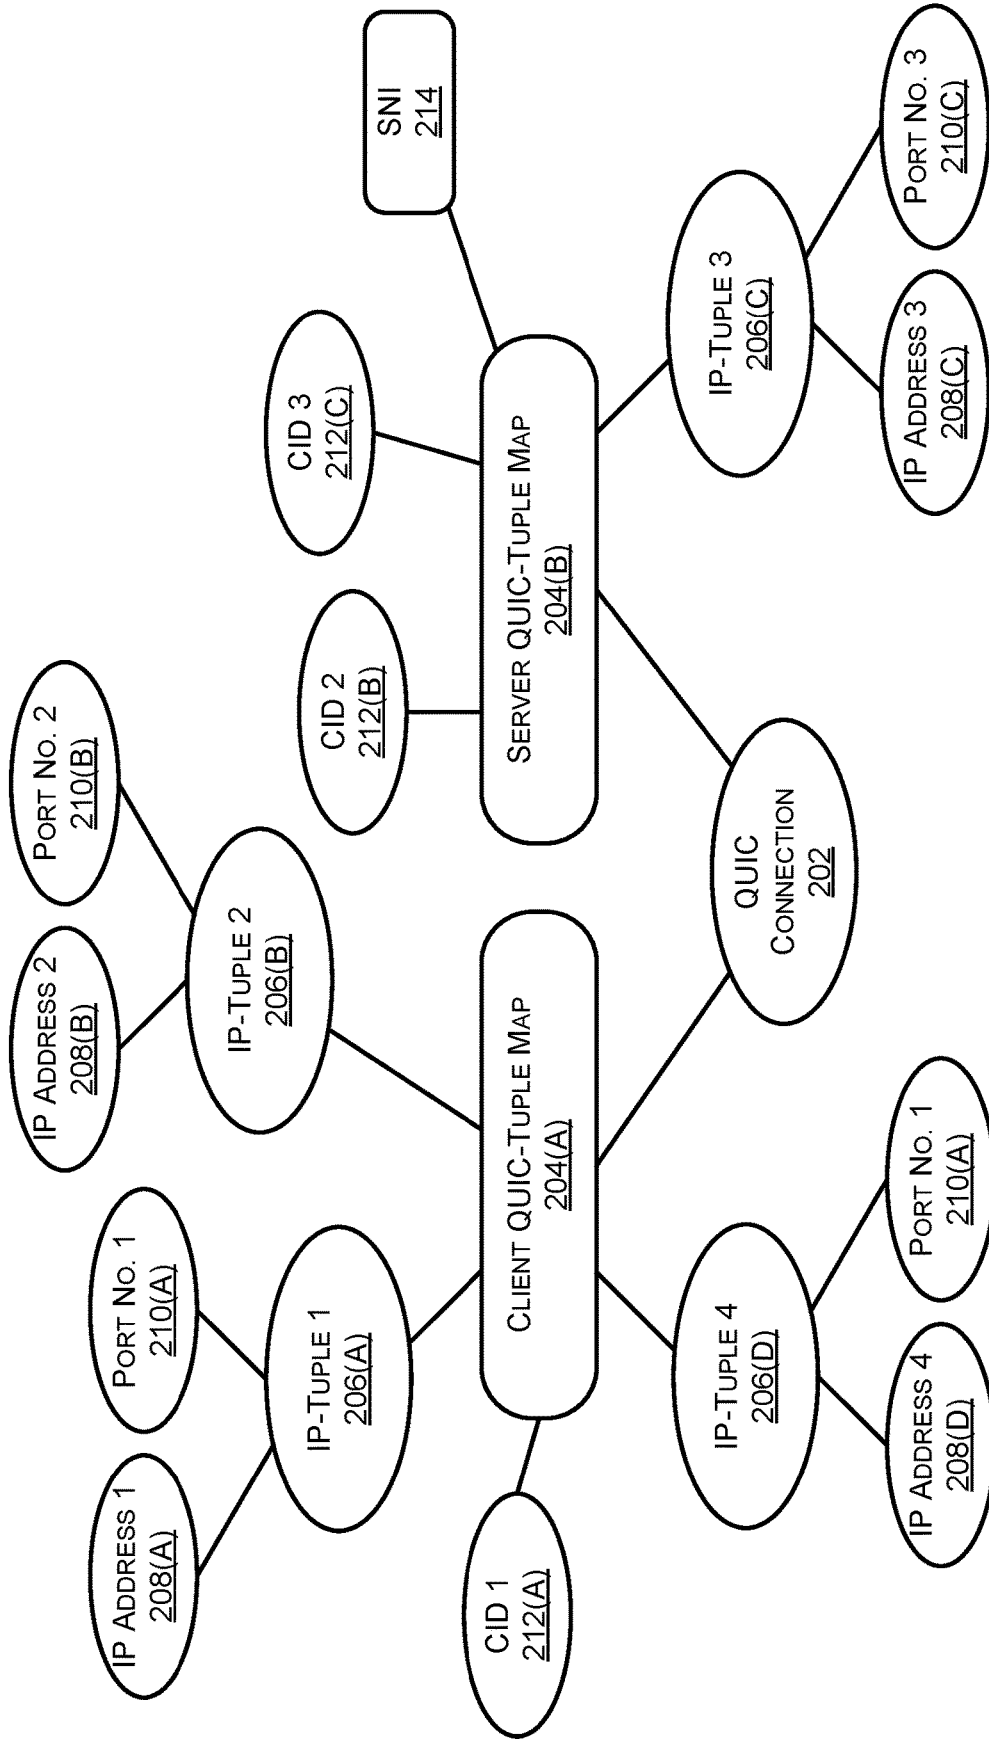 IP ADDRESS 1
208(A)
PORT NO. 1
210(A)
IP ADDRESS 2
208(B)
PORT NO. 2
210(B)
IP-TUPLE 1
206(A)
IP-TUPLE 2
206(B)
CID 2
212(B)
CID 3
212(C)
SNI
214
CID 1
212(A)
CLIENT QUIC-TUPLE MAP
204(A)
SERVER QUIC-TUPLE MAP
204(B)
IP-TUPLE 4
206(D)
QUIC
CONNECTION
202
IP-TUPLE 3
206(C)
IP ADDRESS 4
208(D)
PORT NO. 1
210(A)
IP ADDRESS 3
208(C)
PORT NO. 3
210(C)